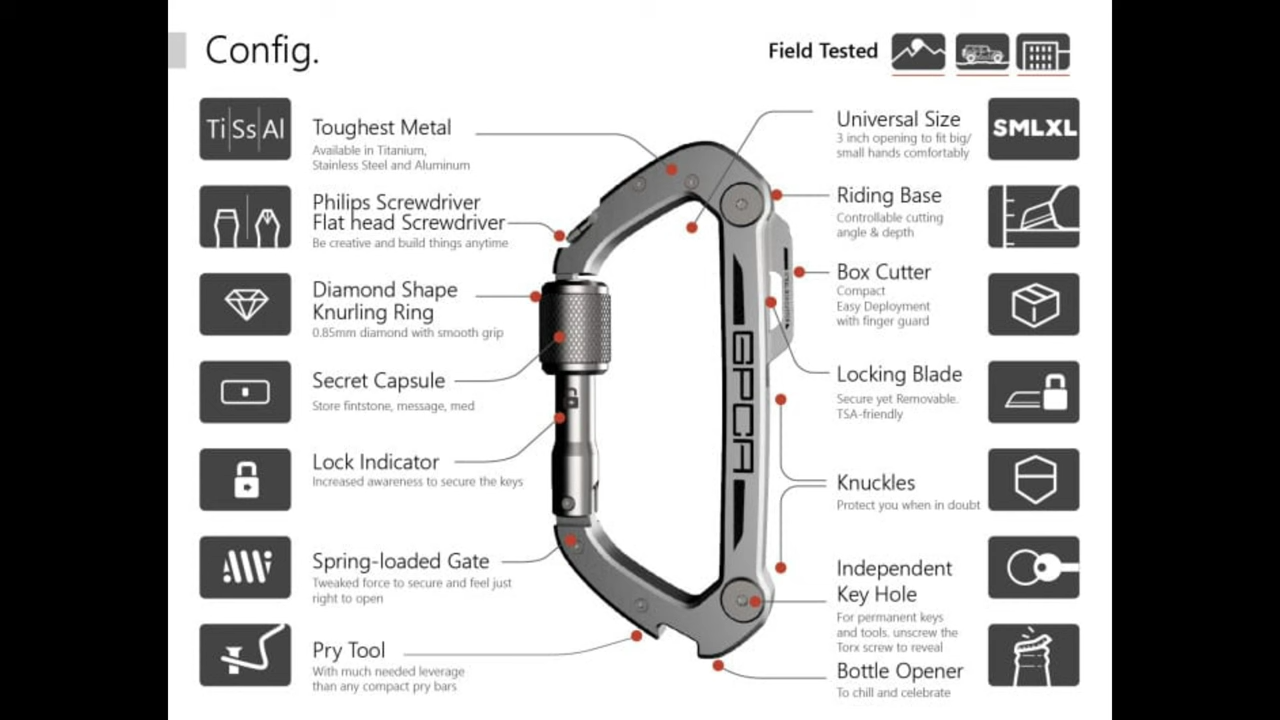 Config.
Field Tested
Ti|Ss|Al
Toughest Metal
Available in Titanium,
Stainless Steel and Aluminum
Philips Screwdriver
Flat head Screwdriver
Be creative and build things anytime
Diamond Shape
Knurling Ring
0.85mm diamond with smooth grip
Secret Capsule
Store fintstone, message, med
Lock Indicator
Increased awareness to secure the keys
Spring-loaded Gate
Tweaked force to secure and feel just
right to open
Pry Tool
With much needed leverage
than any compact pry bars
GPCA
Universal Size
3 inch opening to fit big/
small hands comfortably
SMLXL
Riding Base
Controllable cutting
angle & depth
Box Cutter
Compact
Easy Deployment
with finger guard
Locking Blade
Secure yet Removable.
TSA-friendly
Knuckles
Protect you when in doubt
Independent
Key Hole
For permanent keys
and tools. unscrew the
Torx screw to reveal
Bottle Opener
To chill and celebrate